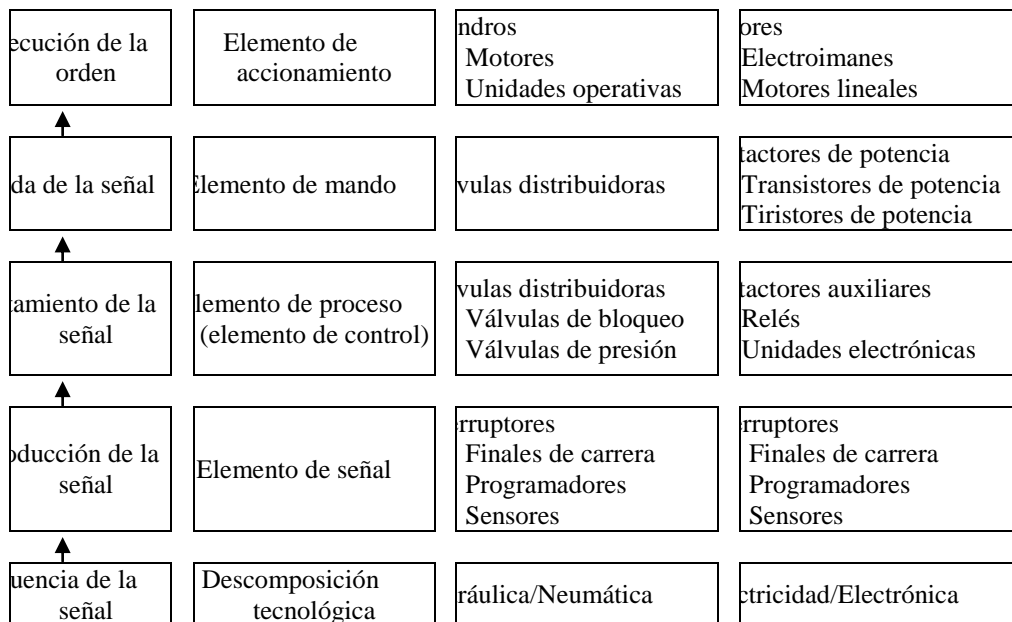 ecución de la
orden
Elemento de
accionamiento
ndros
Motores
Unidades operativas
ores
Electroimanes
Motores lineales
da de la señal
Elemento de mando
vulas distribuidoras
tactores de potencia
Transistores de potencia
Tiristores de potencia
tamiento de la
señal
lemento de proceso
(elemento de control)
vulas distribuidoras
Válvulas de bloqueo
Válvulas de presión
tactores auxiliares
Relés
Unidades electrónicas
oducción de la
señal
Elemento de señal
erruptores
Finales de carrera
Programadores
Sensores
erruptores
Finales de carrera
Programadores
Sensores
uencia de la
señal
Descomposición
tecnológica
ráulica/Neumática
ctricidad/Electrónica